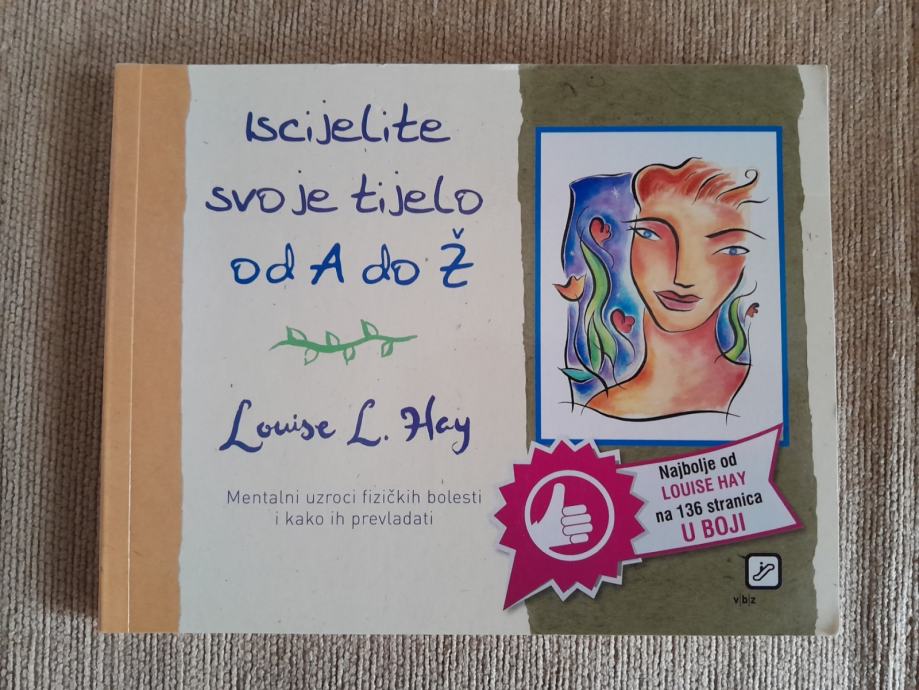 Iscijelite
svoje tijelo
od A do Ž
Louise L. Hay
Mentalni uzroci fizičkih bolesti
i kako ih prevladati
Najbolje od
LOUISE HAY
na 136 stranica
U BOJI
v|b|z